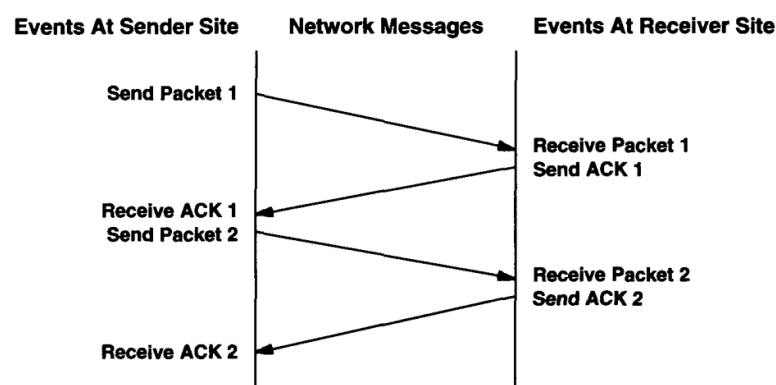 Events At Sender Site
Network Messages
Events At Receiver Site
Send Packet 1
Receive Packet 1
Send ACK 1
Receive ACK 1
Send Packet 2
Receive Packet 2
Send ACK 2
Receive ACK 2